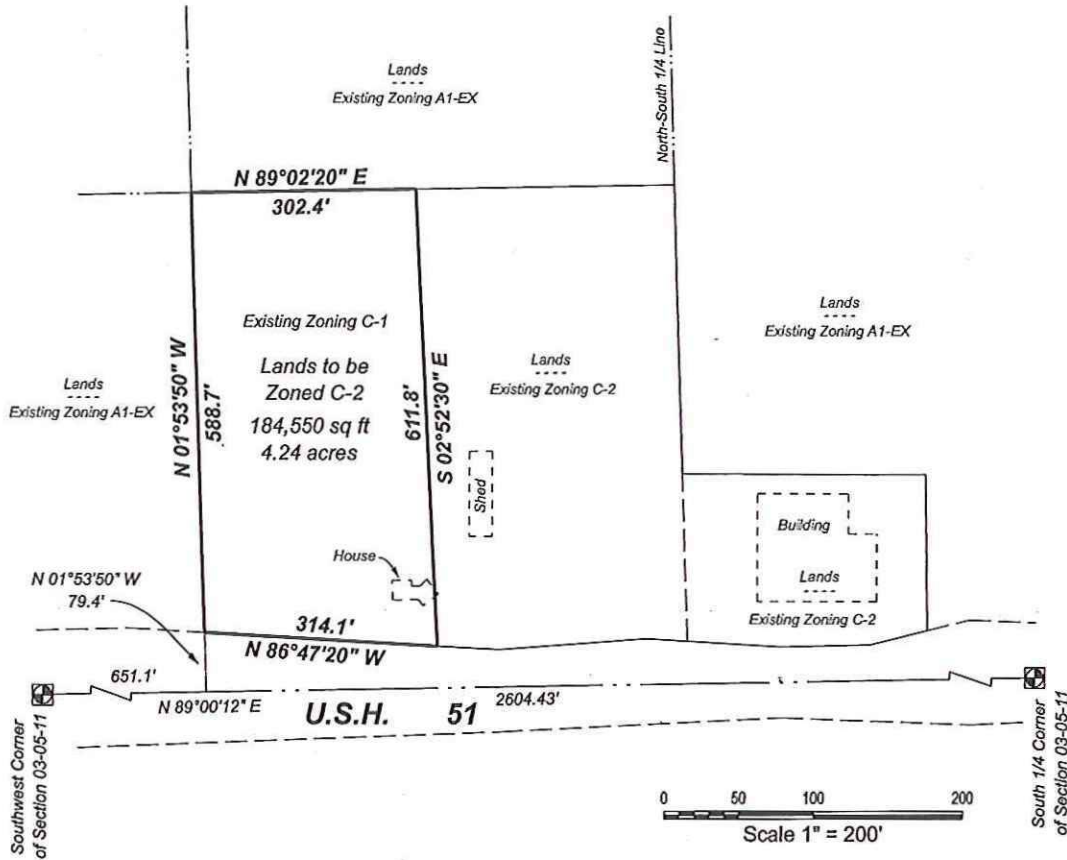 Lands
Existing Zoning A1-EX
North-South 1/4 Line
N 89°02'20" E
302.4'
Existing Zoning C-1
Lands to be
Zoned C-2
184,550 sq ft
4.24 acres
N 01°53'50" W
588.7'
611.8'
S 02°52'30" E
Lands
Existing Zoning A1-EX
Lands
Existing Zoning C-2
Lands
Existing Zoning A1-EX
Shed
House
Building
Lands
Existing Zoning C-2
N 01°53'50" W
79.4'
314.1'
N 86°47'20" W
651.1'
N 89°00'12" E
2604.43'
U.S.H. 51
Southwest Corner
of Section 03-05-11
South 1/4 Corner
of Section 03-05-11
0 50 100 200
Scale 1" = 200'